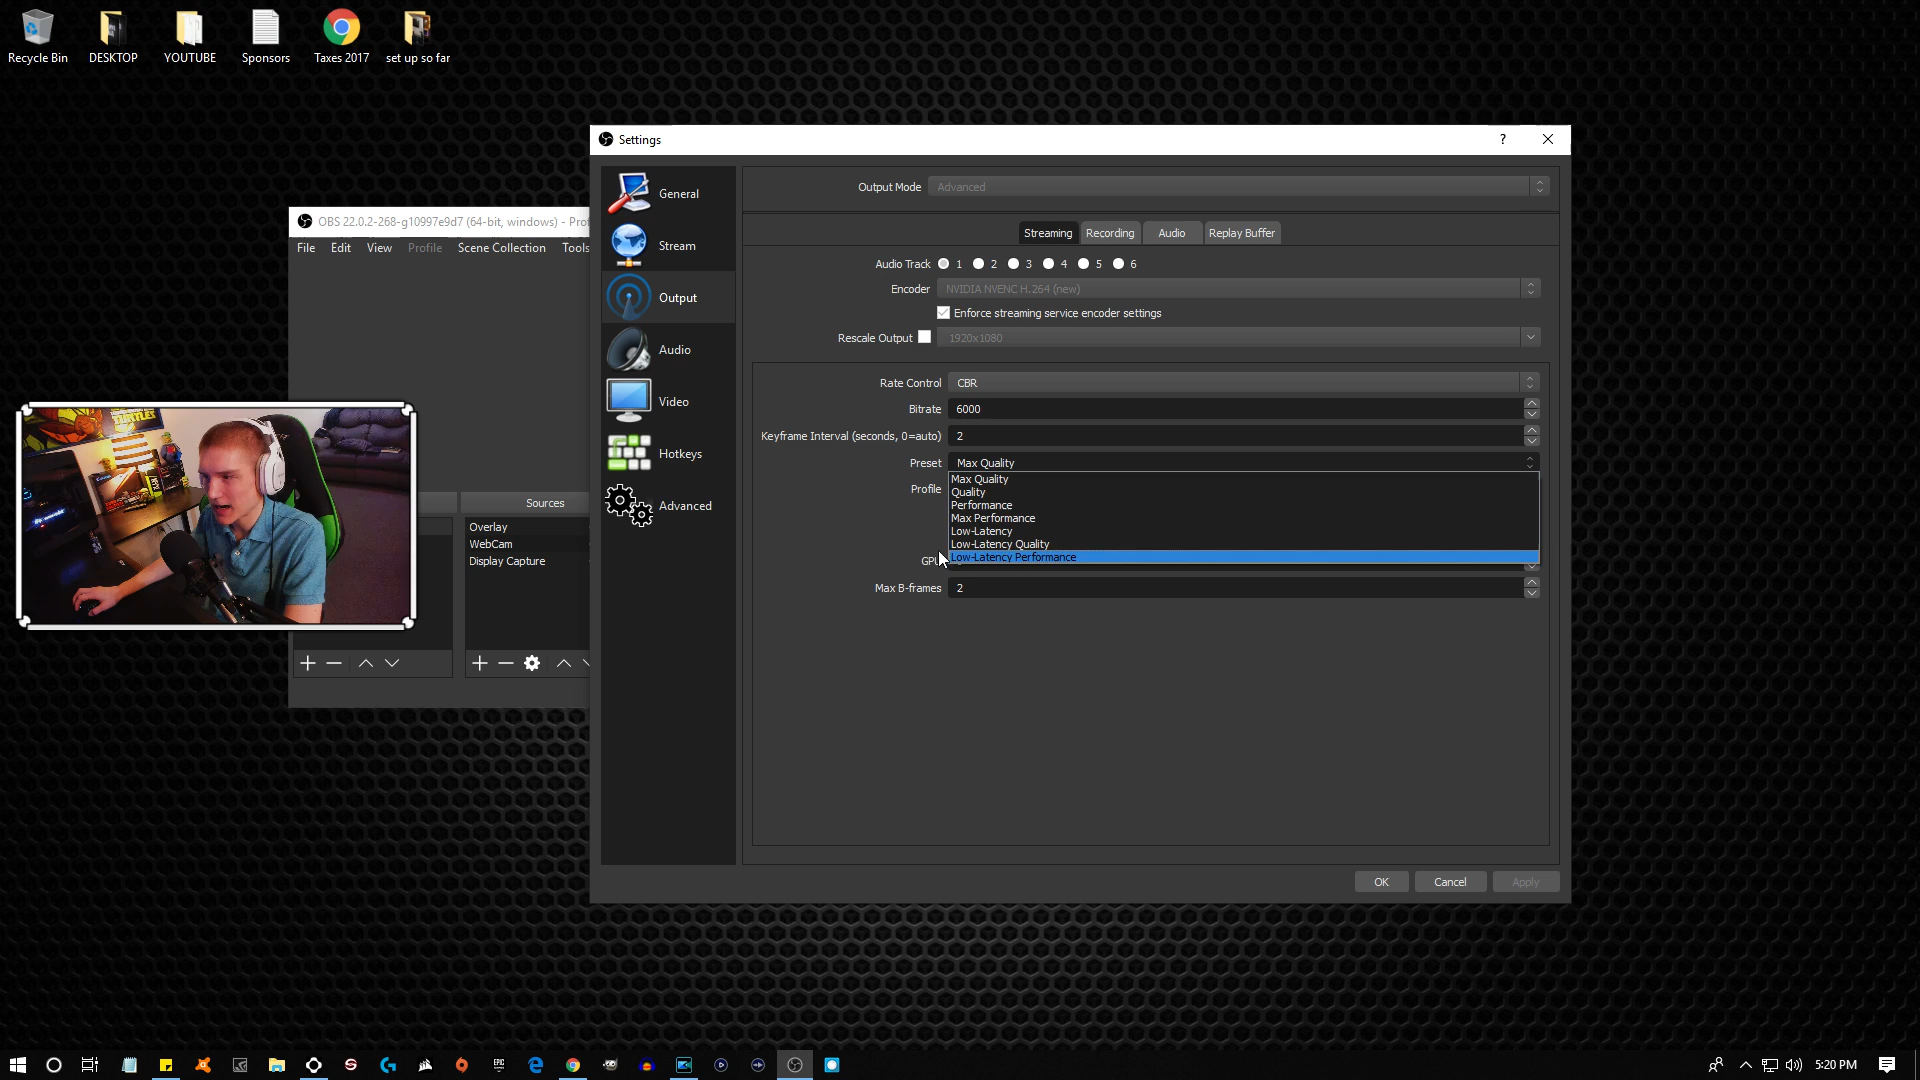 Recycle Bin
DESKTOP
YOUTUBE
Sponsors
Taxes 2017
set up so far
Settings
?
OBS 22.0.2-268-g10997e9d7 (64-bit, windows) - Prof
File
Edit
View
Profile
Scene Collection
Tools
General
Stream
Output
Audio
Video
Hotkeys
Advanced
Output Mode
Advanced
Streaming
Recording
Audio
Replay Buffer
Audio Track
1
2
3
4
5
6
Encoder
NVIDIA NVENC H.264 (new)
Enforce streaming service encoder settings
Rescale Output
1920x1080
Rate Control
CBR
Bitrate
6000
Keyframe Interval (seconds, 0=auto)
2
Preset
Max Quality
Max Quality
Quality
Performance
Max Performance
Low-Latency
Low-Latency Quality
Low-Latency Performance
Profile
GPU
Max B-frames
2
Sources
Overlay
WebCam
Display Capture
OK
Cancel
Apply
EPIC
5:20 PM